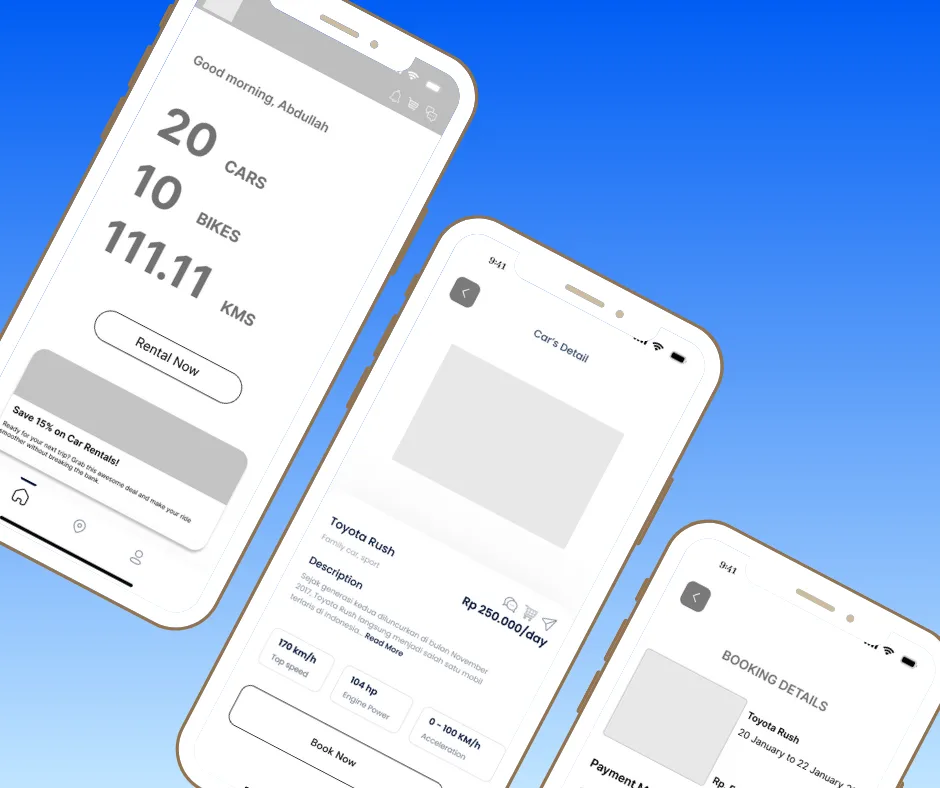 Good morning, Abdullah
20 CARS
10 BIKES
111.11 KMS
Rental Now
Save 15% on Car Rentals!
Ready for your next trip? Grab this awesome deal and make your ride
smoother without breaking the bank.
9:41
Car's Detail
Toyota Rush
Family car, sport
Description
Rp 250.000/day
Sejak generasi kedua diluncurkan di bulan November
2017, Toyota Rush langsung menjadi salah satu mobil
terlaris di indonesia... Read More
170 km/h
Top speed
104 hp
Engine Power
0 - 100 KM/h
Acceleration
Book Now
9:41
BOOKING DETAILS
Toyota Rush
20 January to 22 January
Payment
Rp.